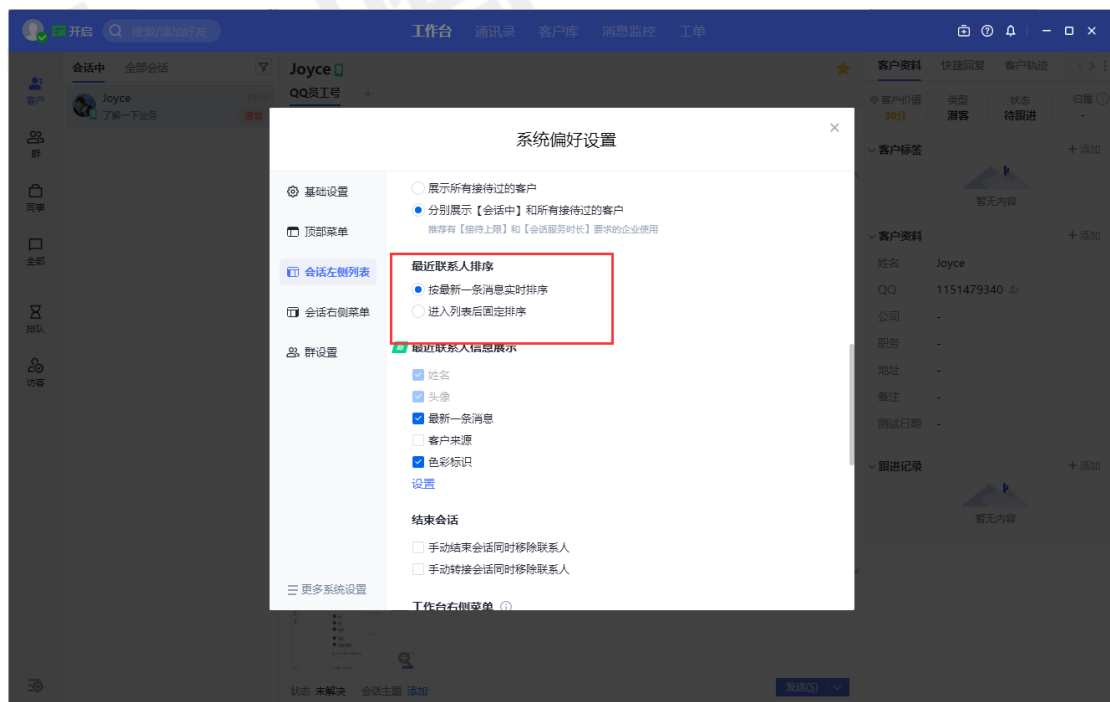 开启 搜索/添加好友 工作台 通讯录 客户库 消息监控 工单
会话中 全部会话
客户
Joyce
了解一下业务 潜客
群
同事
全部
排队
访客
Joyce
QQ员工号 +
系统偏好设置
基础设置
顶部菜单
会话左侧列表
会话右侧菜单
群设置
更多系统设置
展示所有接待过的客户
分别展示【会话中】和所有接待过的客户
推荐有【接待上限】和【会话服务时长】要求的企业使用
最近联系人排序
按最新一条消息实时排序
进入列表后固定排序
最近联系人信息展示
姓名
头像
最新一条消息
客户来源
色彩标识
设置
结束会话
手动结束会话同时移除联系人
手动转接会话同时移除联系人
工作台右侧菜单
状态 未解决 会话主题 添加
发送(S)
客户资料 快捷回复 客户轨迹
客户价值 类型 状态 归属
30分 潜客 待跟进 -
客户标签 + 添加
暂无内容
客户资料 + 添加
姓名 Joyce
QQ 1151479340
公司 -
职务 -
地址 -
备注 -
测试日期 -
跟进记录 + 添加
暂无内容